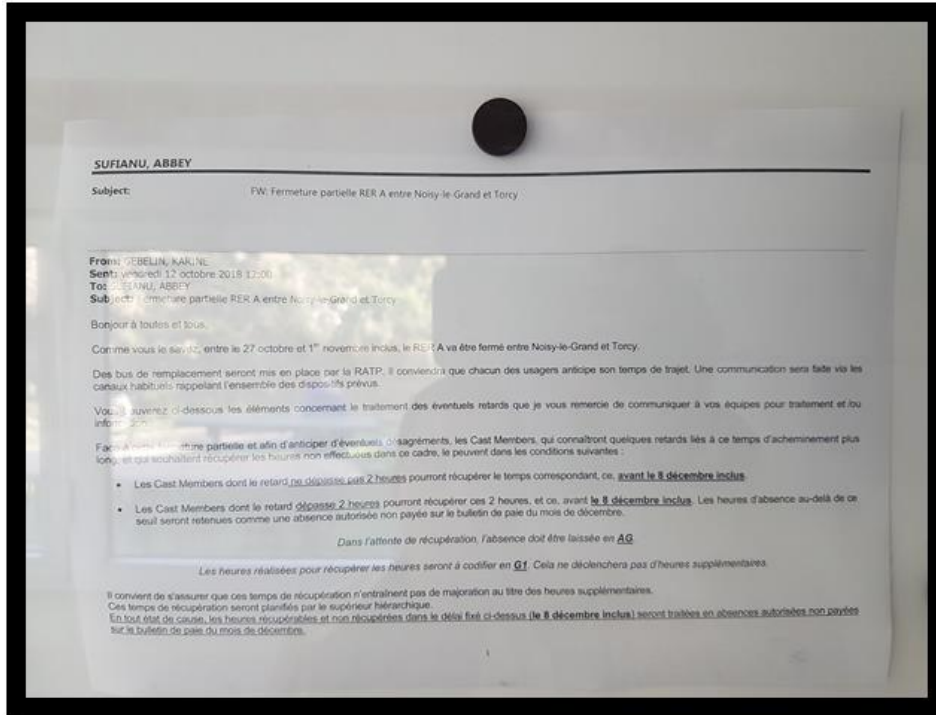 SUFIANU, ABBEY
Subject: FW: Fermeture partielle RER A entre Noisy-le-Grand et Torcy
From: GEBELIN, KARINE
Sent: vendredi 12 octobre 2018 12:00
To: SUFIANU, ABBEY
Subject: Fermeture partielle RER A entre Noisy-le-Grand et Torcy
Bonjour à toutes et tous,
Comme vous le savez, entre le 27 octobre et 1er novembre inclus, le RER A va être fermé entre Noisy-le-Grand et Torcy.
Des bus de remplacement seront mis en place par la RATP. Il conviendra que chacun des usagers anticipe son temps de trajet. Une communication sera faite via les
canaux habituels rappelant l'ensemble des dispositifs prévus.
Vous trouverez ci-dessous les éléments concernant le traitement des éventuels retards que je vous remercie de communiquer à vos équipes pour traitement et /ou
information.
Face à cette fermeture partielle et afin d'anticiper d'éventuels désagréments, les Cast Members, qui connaîtront quelques retards liés à ce temps d'acheminement plus
long, et qui souhaitent récupérer les heures non effectuées dans ce cadre, le peuvent dans les conditions suivantes :
• Les Cast Members dont le retard ne dépasse pas 2 heures pourront récupérer le temps correspondant, ce, avant le 8 décembre inclus.
• Les Cast Members dont le retard dépasse 2 heures pourront récupérer ces 2 heures, et ce, avant le 8 décembre inclus. Les heures d'absence au-delà de ce
seuil seront retenues comme une absence autorisée non payée sur le bulletin de paie du mois de décembre.
Dans l'attente de récupération, l'absence doit être laissée en AG.
Les heures réalisées pour récupérer les heures seront à codifier en G1. Cela ne déclenchera pas d'heures supplémentaires.
Il convient de s'assurer que ces temps de récupération n'entraînent pas de majoration au titre des heures supplémentaires.
Ces temps de récupération seront planifiés par le supérieur hiérarchique.
En tout état de cause, les heures récupérables et non récupérées dans le délai fixé ci-dessus (le 8 décembre inclus) seront traitées en absences autorisées non payées
sur le bulletin de paie du mois de décembre.